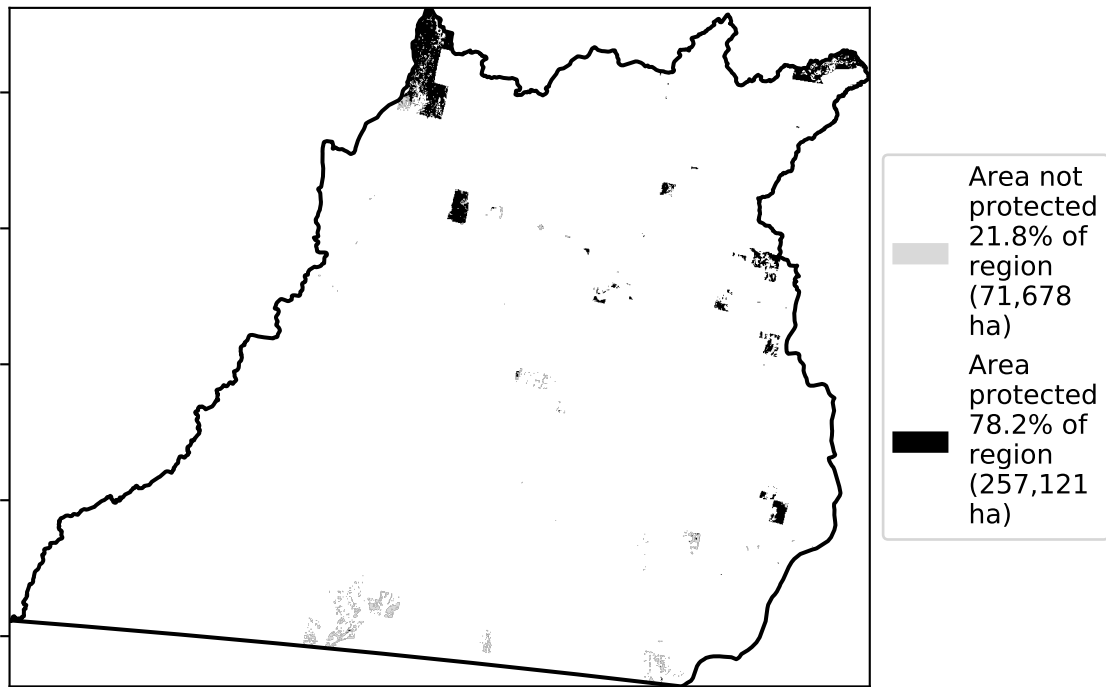 Area not
protected
21.8% of
region
(71,678
ha)
Area
protected
78.2% of
region
(257,121
ha)